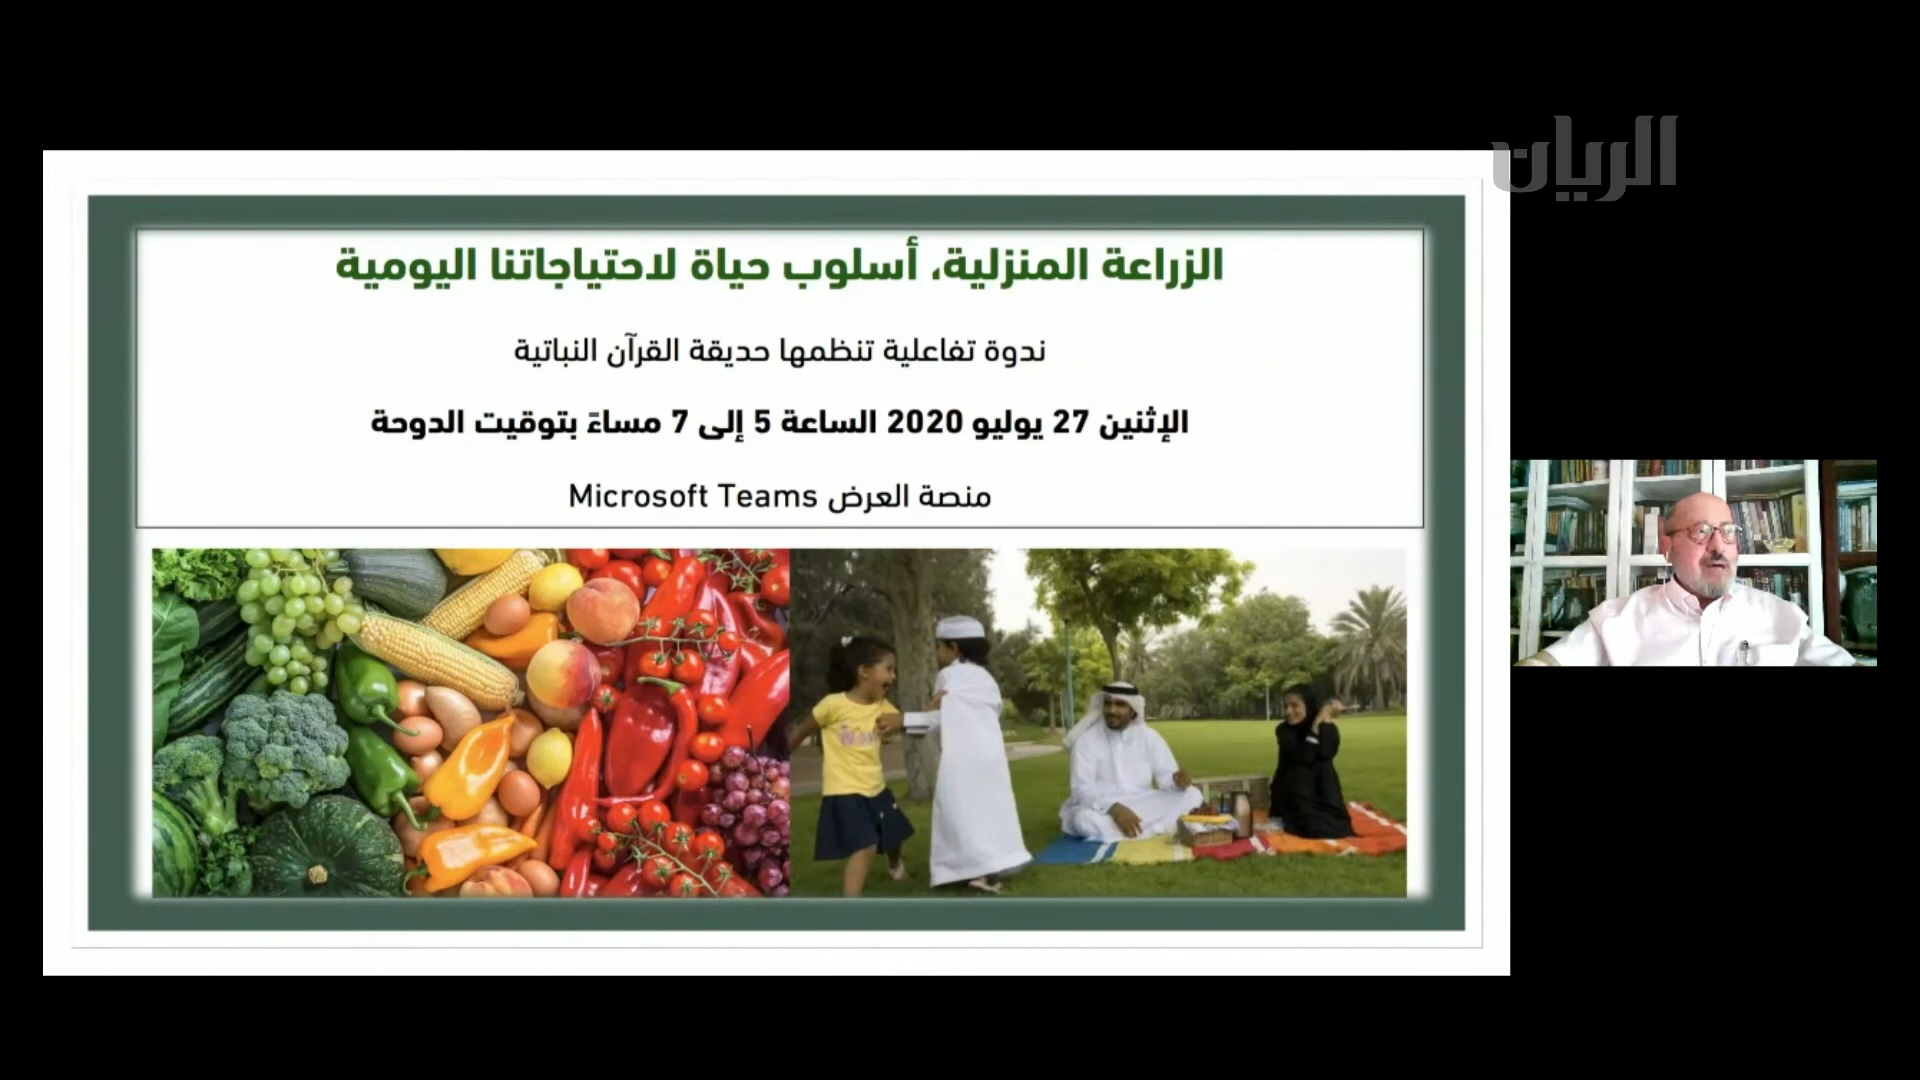 الريان
الزراعة المنزلية، أسلوب حياة لاحتياجاتنا اليومية
ندوة تفاعلية تنظمها حديقة القرآن النباتية
الإثنين 27 يوليو 2020 الساعة 5 إلى 7 مساءً بتوقيت الدوحة
منصة العرض Microsoft Teams